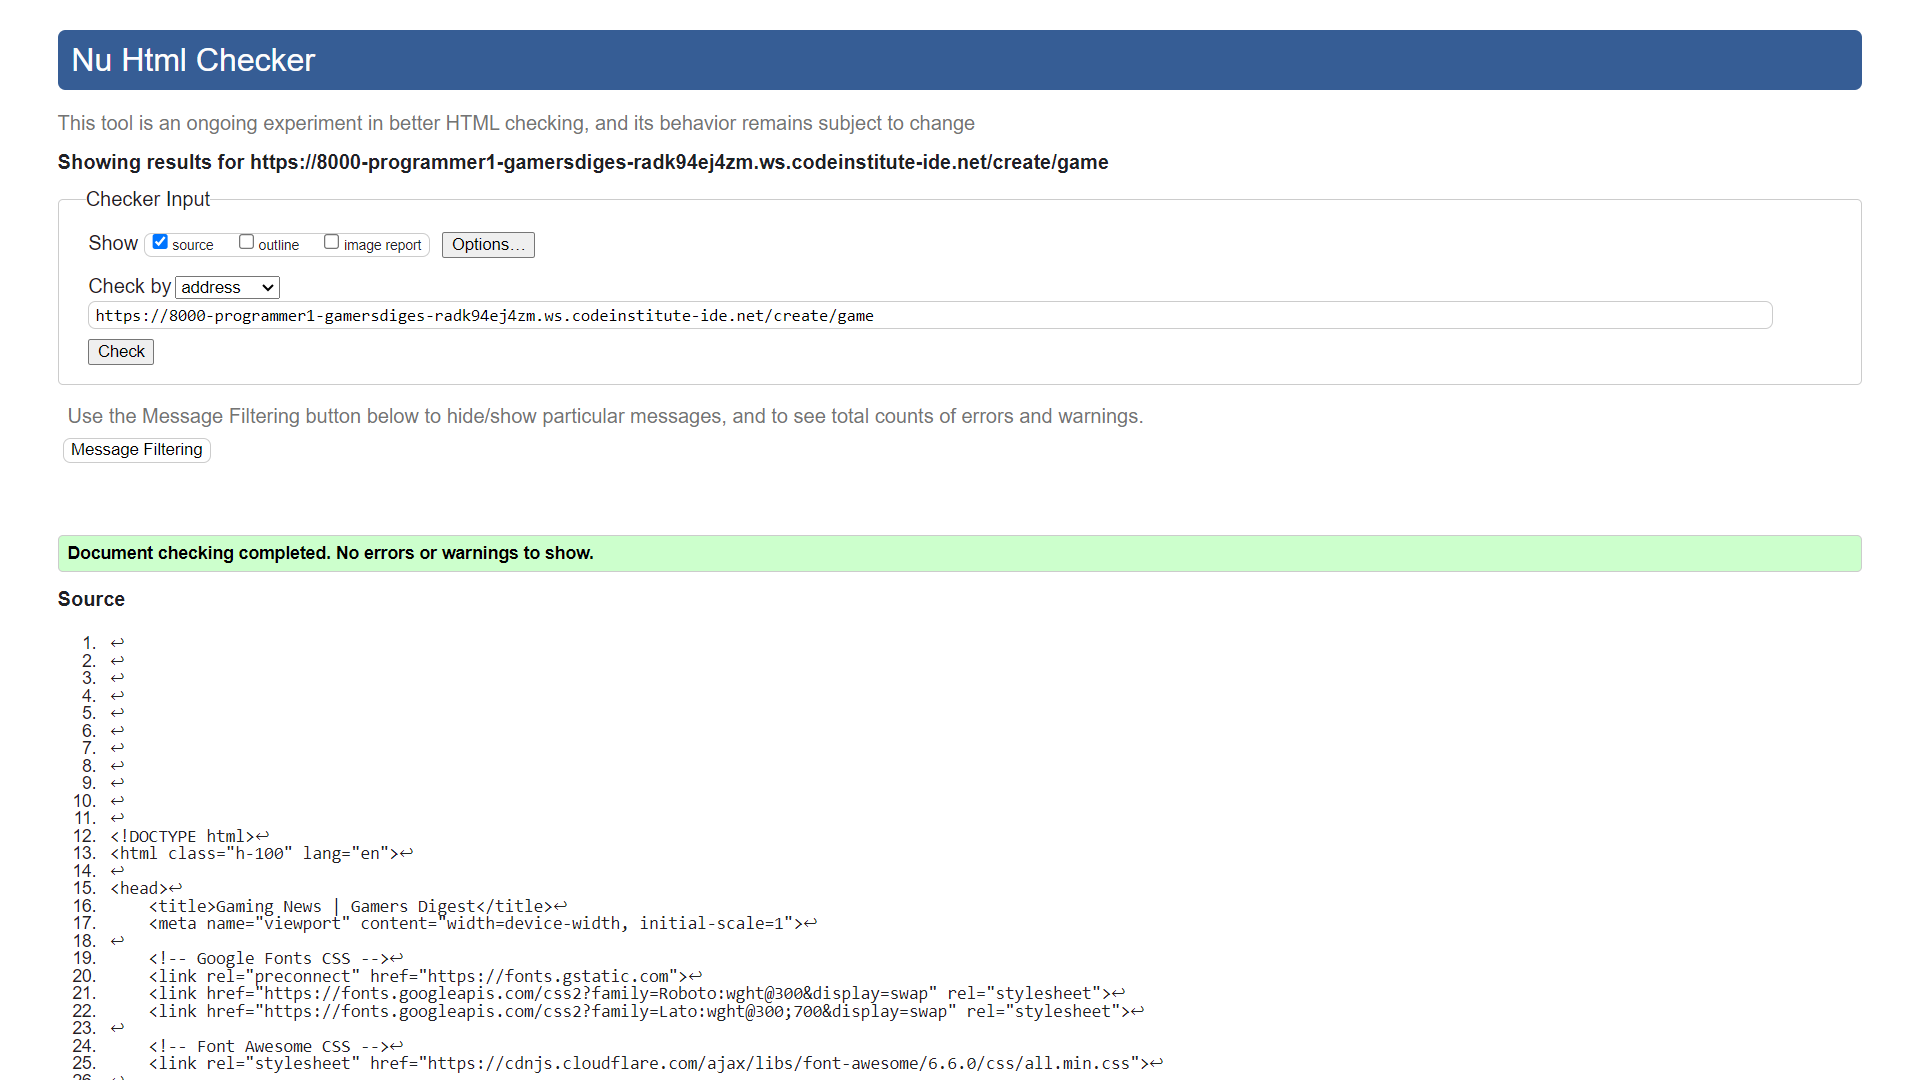 Nu Html Checker
This tool is an ongoing experiment in better HTML checking, and its behavior remains subject to change
Showing results for https://8000-programmer1-gamersdiges-radk94ej4zm.ws.codeinstitute-ide.net/create/game
Checker Input
Show source outline image report Options...
Check by address
https://8000-programmer1-gamersdiges-radk94ej4zm.ws.codeinstitute-ide.net/create/game
Check
Use the Message Filtering button below to hide/show particular messages, and to see total counts of errors and warnings.
Message Filtering
Document checking completed. No errors or warnings to show.
Source
1. ↩
2. ↩
3. ↩
4. ↩
5. ↩
6. ↩
7. ↩
8. ↩
9. ↩
10. ↩
11. ↩
12. <!DOCTYPE html>↩
13. <html class="h-100" lang="en">↩
14. ↩
15. <head>↩
16. <title>Gaming News | Gamers Digest</title>↩
17. <meta name="viewport" content="width=device-width, initial-scale=1">↩
18. ↩
19. <!-- Google Fonts CSS -->↩
20. <link rel="preconnect" href="https://fonts.gstatic.com">↩
21. <link href="https://fonts.googleapis.com/css2?family=Roboto:wght@300&display=swap" rel="stylesheet">↩
22. <link href="https://fonts.googleapis.com/css2?family=Lato:wght@300;700&display=swap" rel="stylesheet">↩
23. ↩
24. <!-- Font Awesome CSS -->↩
25. <link rel="stylesheet" href="https://cdnjs.cloudflare.com/ajax/libs/font-awesome/6.6.0/css/all.min.css">↩
26. ↩